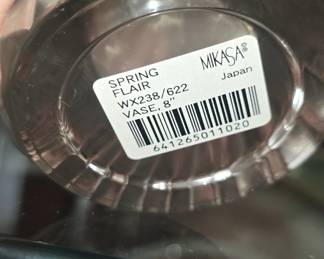 SPRING
FLAIR
MIKASA®
Japan
WX238/622
VASE, 8"
641265011020